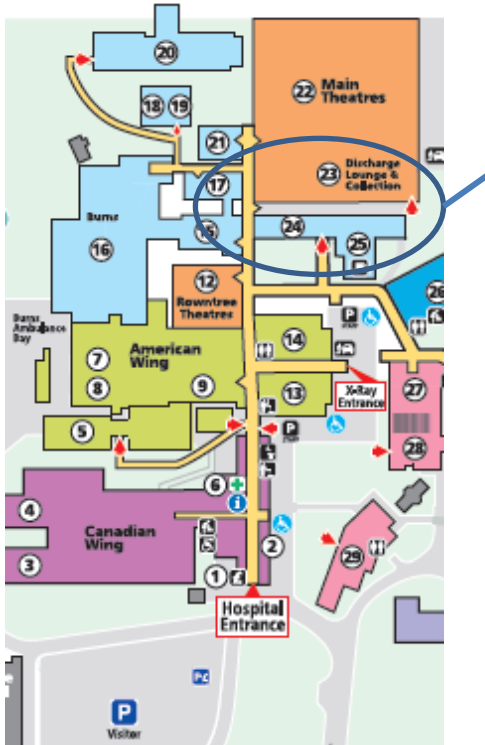 20
18 19
21
22 Main
Theatres
23 Discharge
Lounge &
Collection
17
Burns
16
15
24
25
12
Rowntree
Theatres
26
Burns
Ambulance
Bay
American
Wing
7
8
9
14
13
P
X-Ray
Entrance
27
28
5
P
6
i
4
Canadian
Wing
3
2
1
29
Hospital
Entrance
P
Visitor